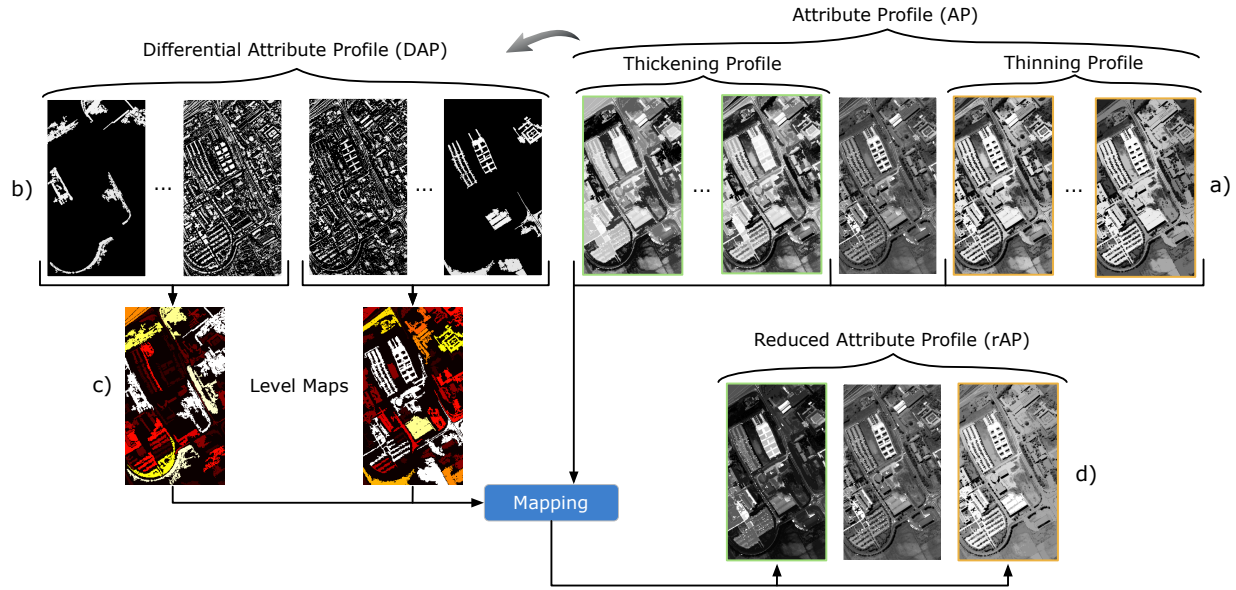 Attribute Profile (AP)
Differential Attribute Profile (DAP)
Thickening Profile
Thinning Profile
b)
...
...
...
...
a)
Reduced Attribute Profile (rAP)
c)
Level Maps
d)
Mapping